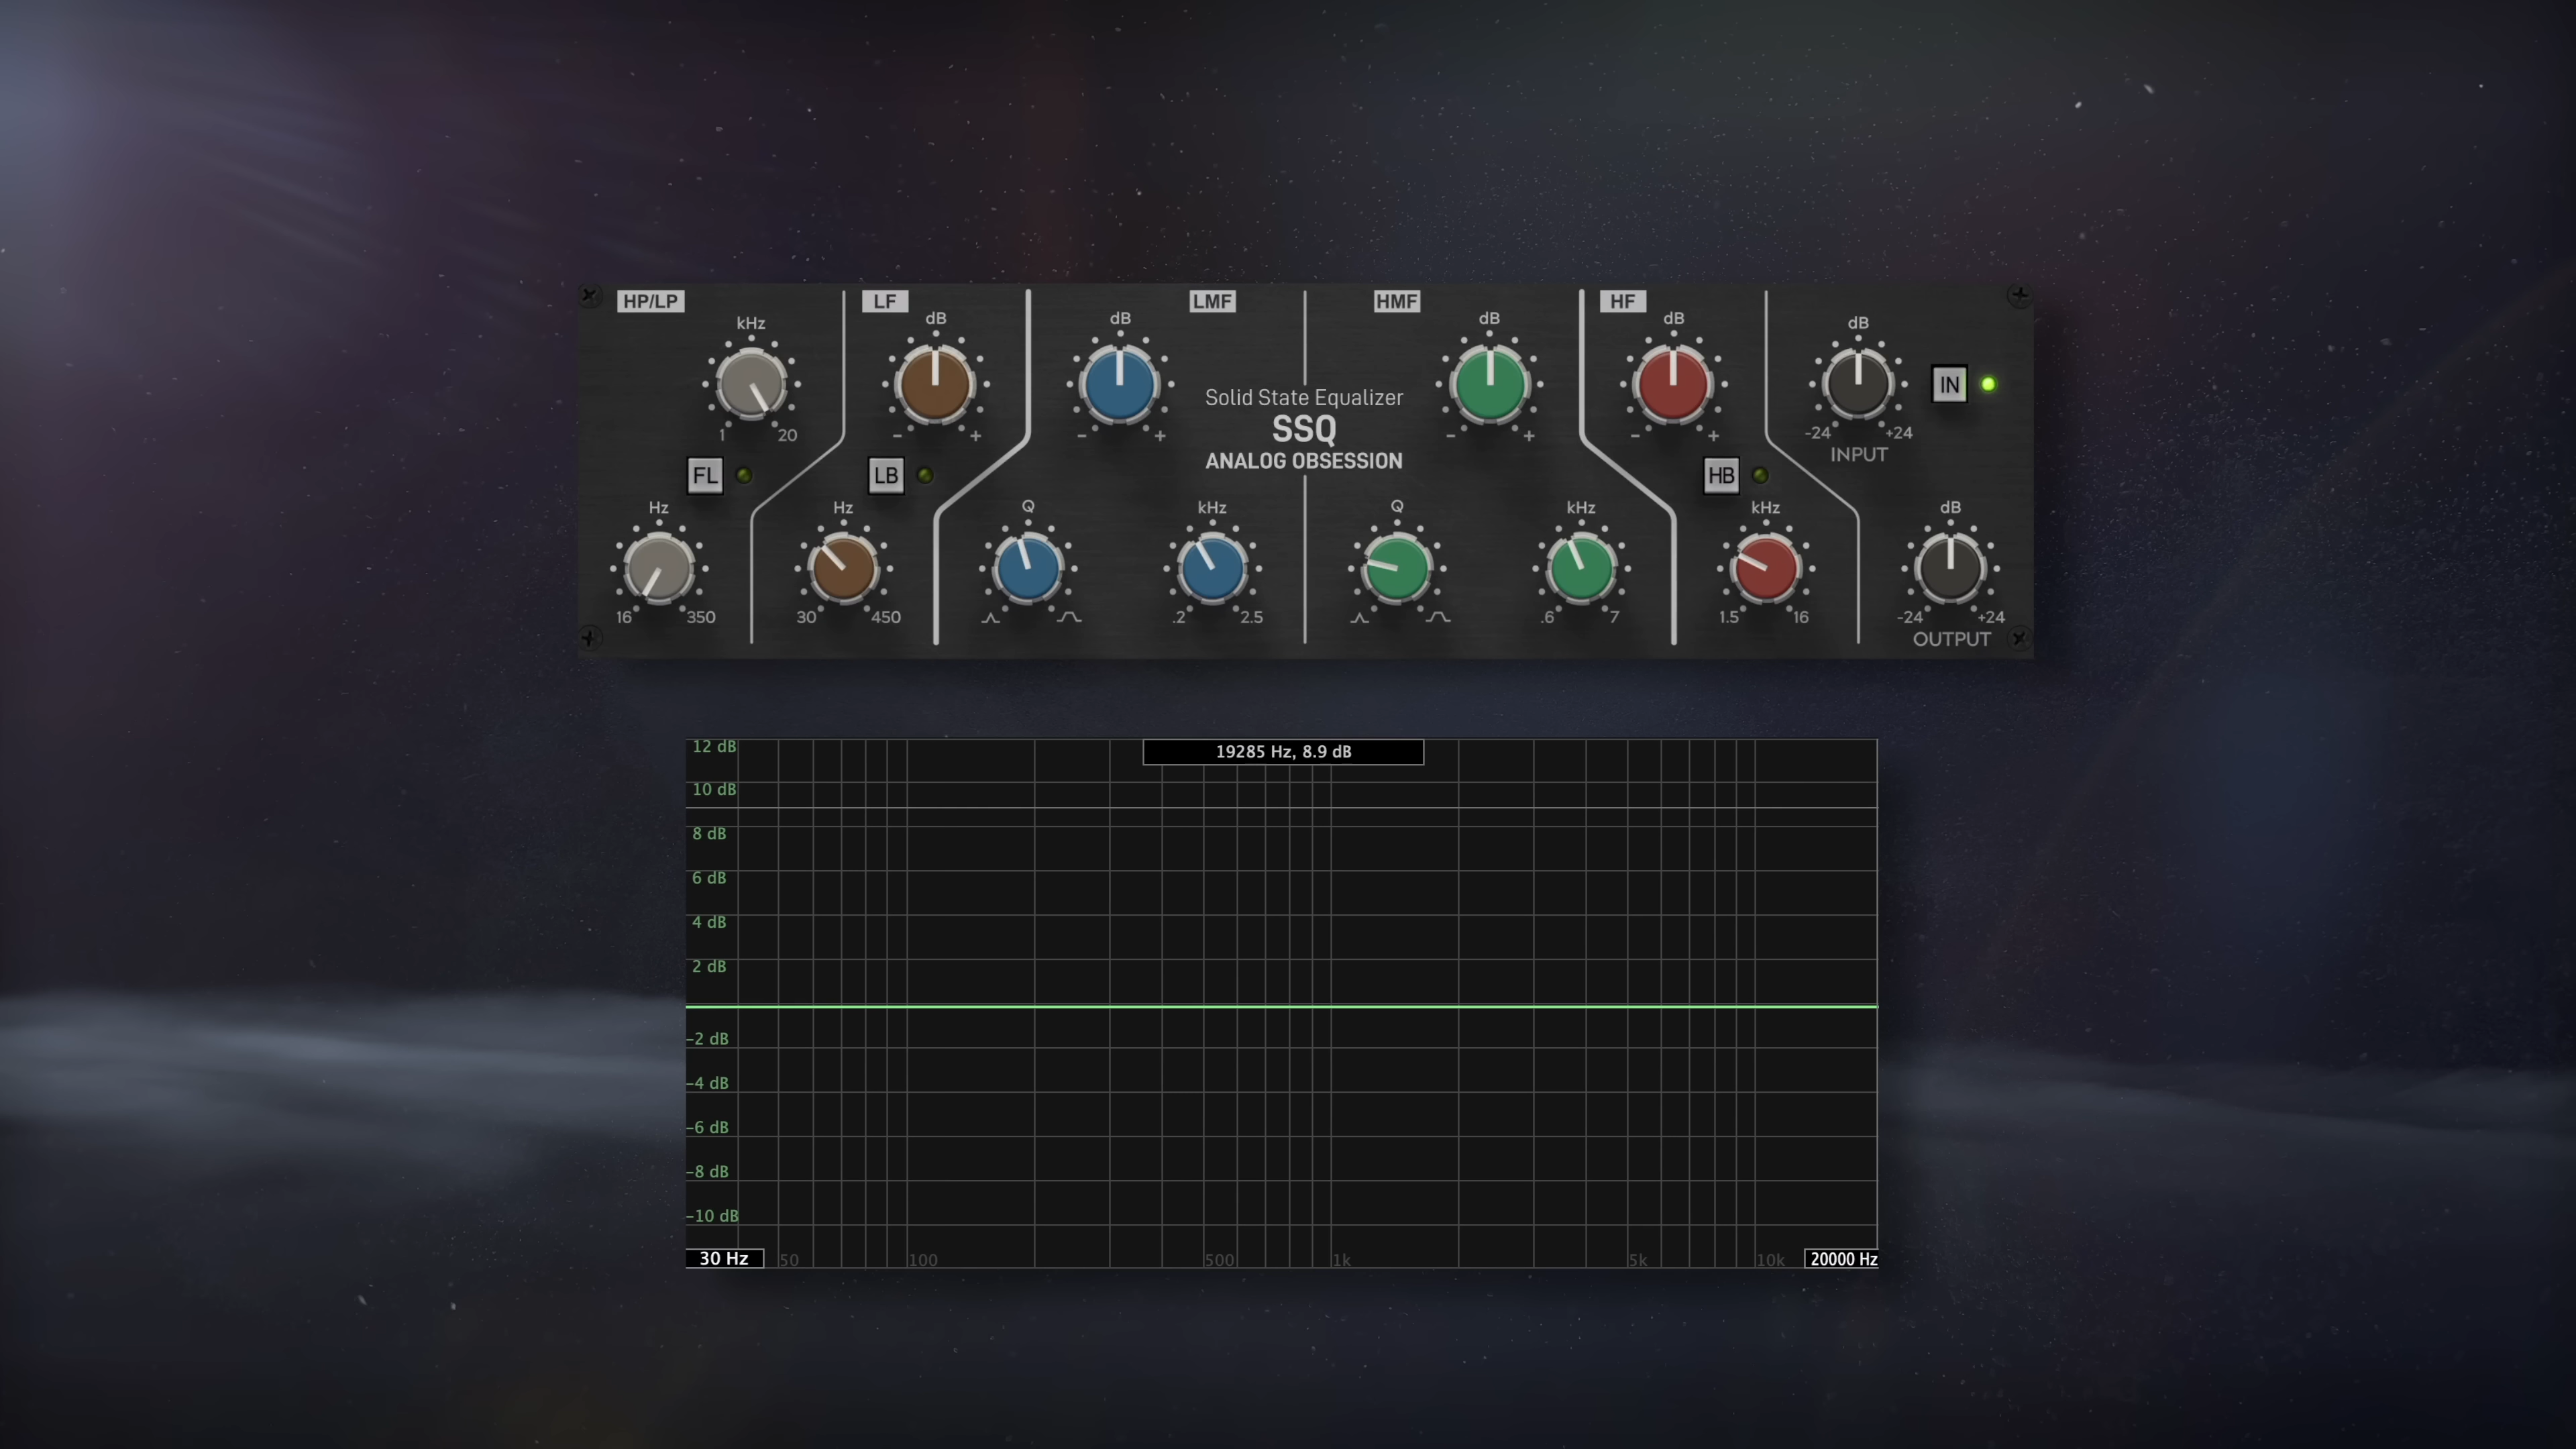 HP/LP
LF
LMF
HMF
HF
kHz
dB
dB
dB
dB
dB
1
20
-
+
-
+
-
+
-
+
-24
+24
INPUT
IN
Solid State Equalizer
SSQ
ANALOG OBSESSION
FL
LB
HB
Hz
Hz
Q
kHz
Q
kHz
kHz
dB
16
350
30
450
.2
2.5
.6
7
1.5
16
-24
+24
OUTPUT
19285 Hz, 8.9 dB
12 dB
10 dB
8 dB
6 dB
4 dB
2 dB
-2 dB
-4 dB
-6 dB
-8 dB
-10 dB
30 Hz
50
100
500
1k
5k
10k
20000 Hz